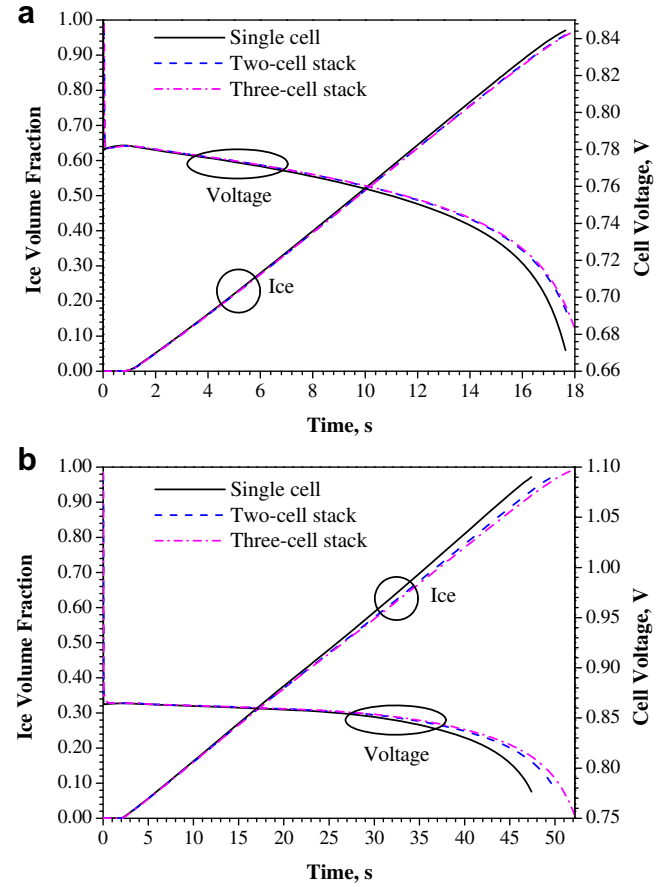 a
Single cell
Two-cell stack
Three-cell stack
Voltage
Ice
Ice Volume Fraction
1.00
0.90
0.80
0.70
0.60
0.50
0.40
0.30
0.20
0.10
0.00
Cell Voltage, V
0.84
0.82
0.80
0.78
0.76
0.74
0.72
0.70
0.68
0.66
0 2 4 6 8 10 12 14 16 18
Time, s
b
Single cell
Two-cell stack
Three-cell stack
Ice
Voltage
Ice Volume Fraction
1.00
0.90
0.80
0.70
0.60
0.50
0.40
0.30
0.20
0.10
0.00
Cell Voltage, V
1.10
1.05
1.00
0.95
0.90
0.85
0.80
0.75
0 5 10 15 20 25 30 35 40 45 50
Time, s